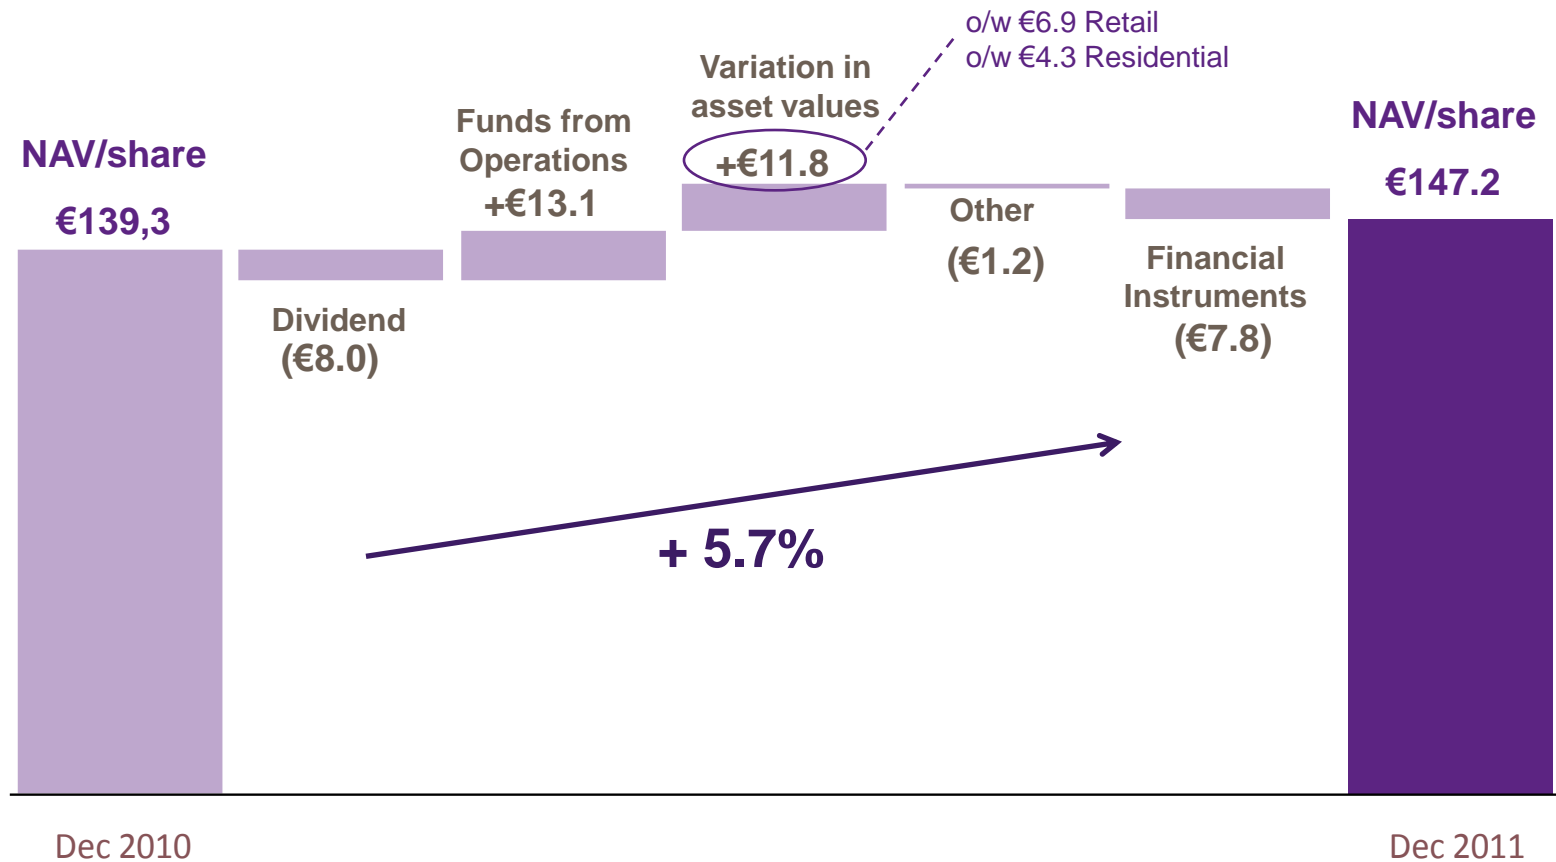 NAV/share
€139,3
Dividend
(€8.0)
Funds from
Operations
+€13.1
Variation in
asset values
+€11.8
o/w €6.9 Retail
o/w €4.3 Residential
Other
(€1.2)
Financial
Instruments
(€7.8)
NAV/share
€147.2
+ 5.7%
Dec 2010
Dec 2011